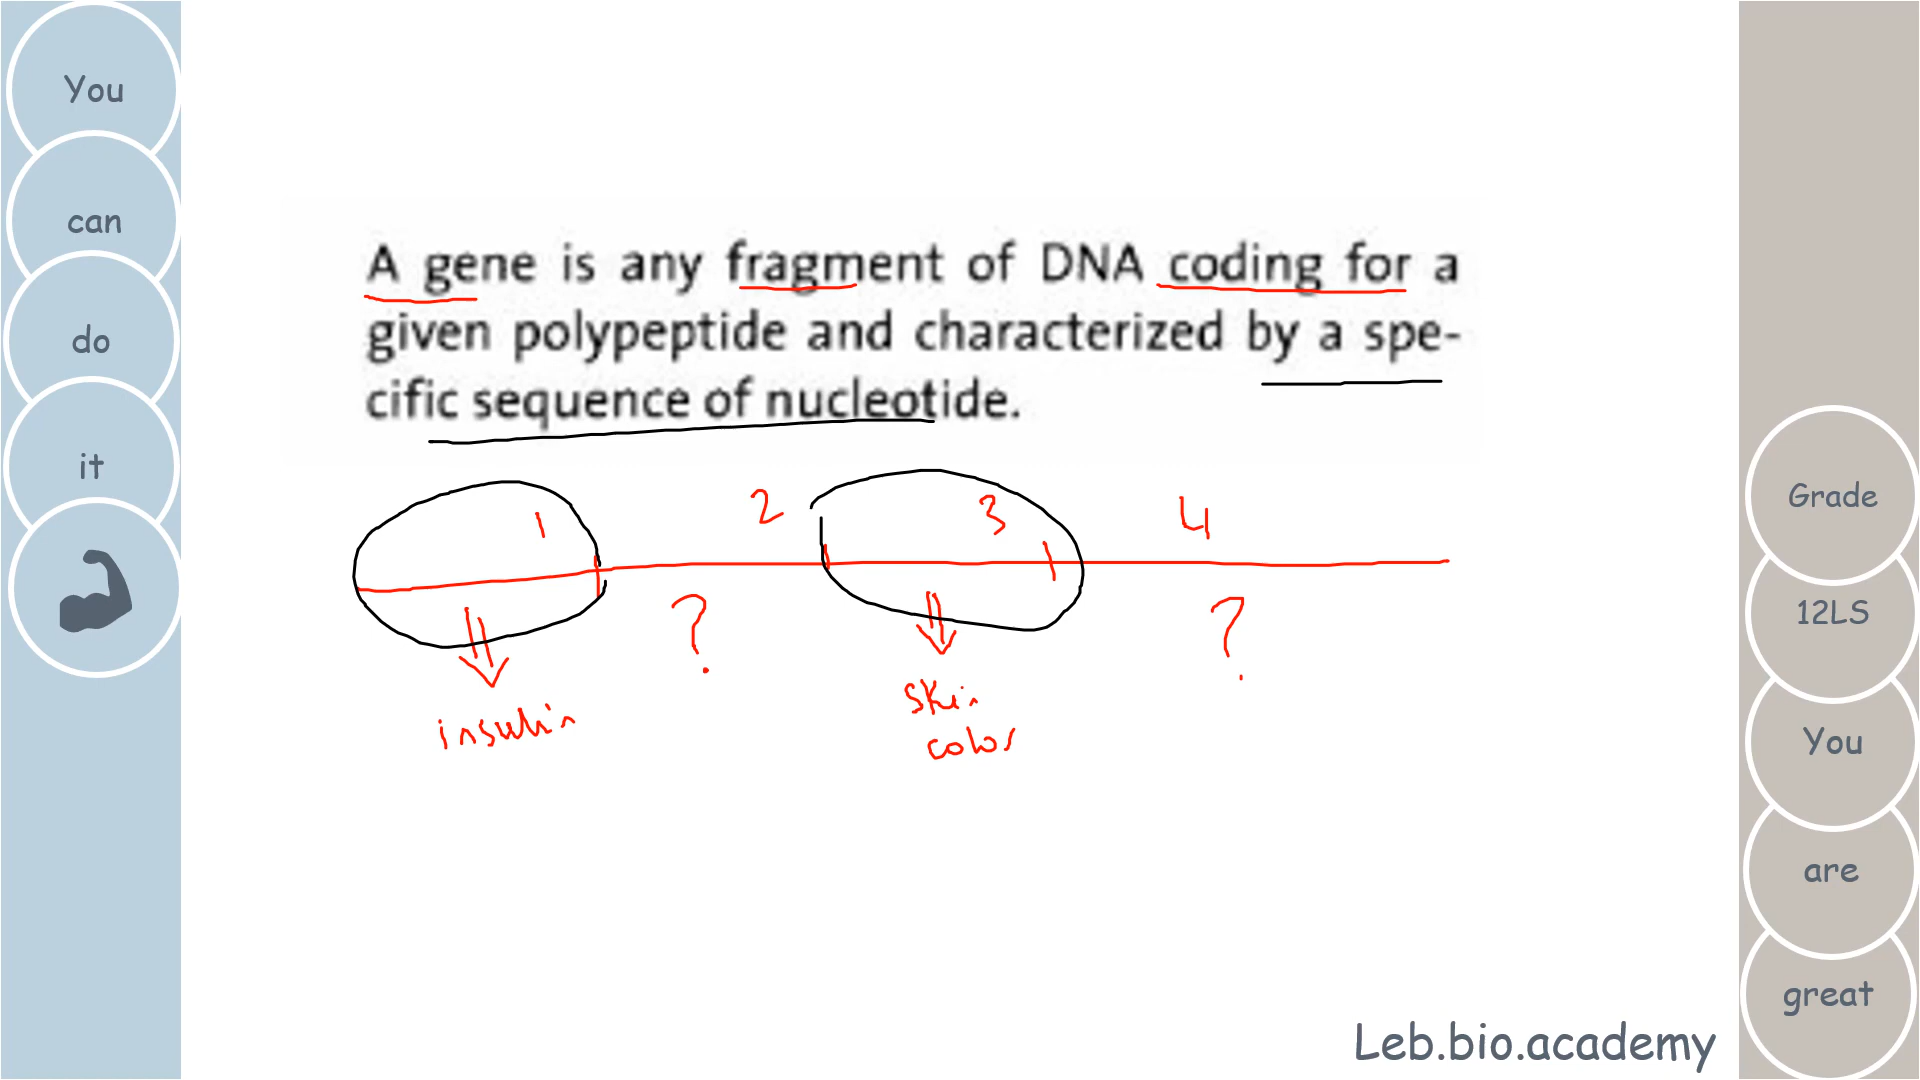 You
can
do
it
A gene is any fragment of DNA coding for a
given polypeptide and characterized by a spe-
cific sequence of nucleotide.
1 2 3 4
? ?
insulin
skin
color
Grade
12LS
You
are
great
Leb.bio.academy